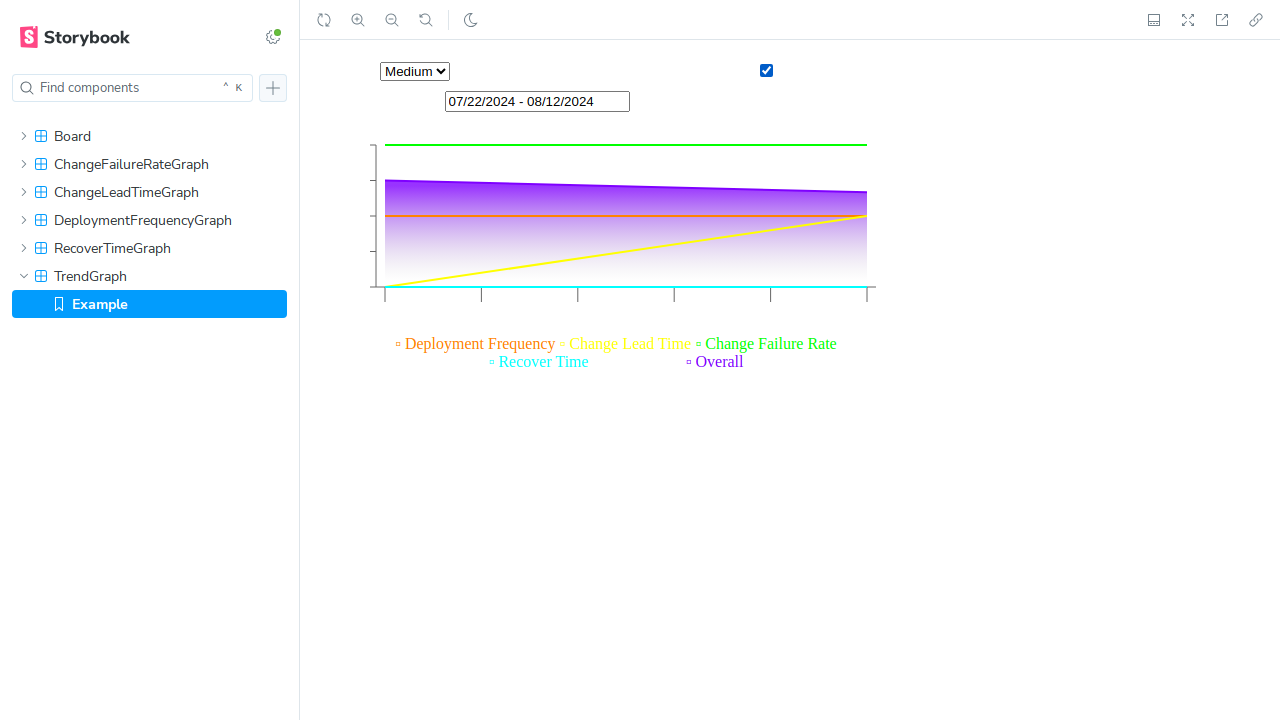 Storybook
Find components
^ K
Board
ChangeFailureRateGraph
ChangeLeadTimeGraph
DeploymentFrequencyGraph
RecoverTimeGraph
TrendGraph
Example
Medium
07/22/2024 - 08/12/2024
▫ Deployment Frequency ▫ Change Lead Time ▫ Change Failure Rate
▫ Recover Time ▫ Overall